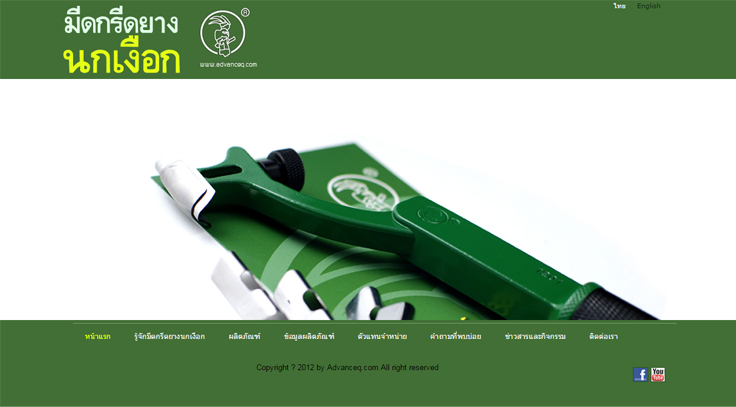 ไทย English
มีดกรีดยาง
นกเงือก
®
www.advanceq.com
หน้าแรก รู้จักมีดกรีดยางนกเงือก ผลิตภัณฑ์ ข้อมูลผลิตภัณฑ์ ตัวแทนจำหน่าย คำถามที่พบบ่อย ข่าวสารและกิจกรรม ติดต่อเรา
Copyright ? 2012 by Advanceq.com All right reserved
f You Tube